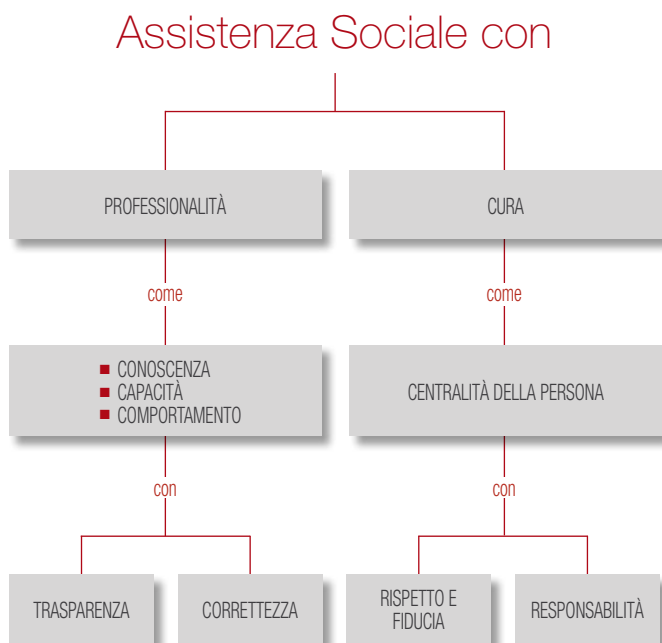 Assistenza Sociale con
PROFESSIONALITÀ
CURA
come
come
CONOSCENZA
CAPACITÀ
COMPORTAMENTO
CENTRALITÀ DELLA PERSONA
con
con
TRASPARENZA
CORRETTEZZA
RISPETTO E
FIDUCIA
RESPONSABILITÀ